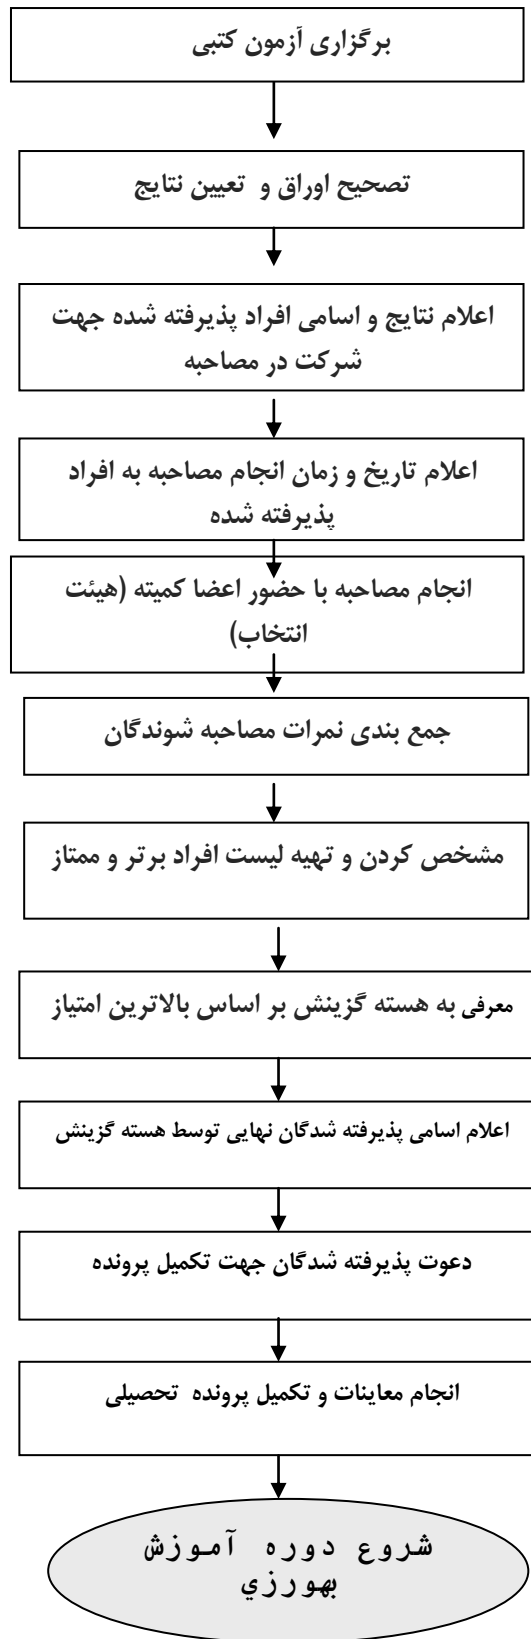 برگزاری آزمون کتبی
تصحیح اوراق و تعیین نتایج
اعلام نتایج و اسامی افراد پذیرفته شده جهت
شرکت در مصاحبه
اعلام تاریخ و زمان انجام مصاحبه به افراد
پذیرفته شده
انجام مصاحبه با حضور اعضا کمیته (هیئت
انتخاب)
جمع بندی نمرات مصاحبه شوندگان
مشخص کردن و تهیه لیست افراد برتر و ممتاز
معرفی به هسته گزینش بر اساس بالاترین امتیاز
اعلام اسامی پذیرفته شدگان نهایی توسط هسته گزینش
دعوت پذیرفته شدگان جهت تکمیل پرونده
انجام معاینات و تکمیل پرونده تحصیلی
شروع دوره آموزش
بهورزي